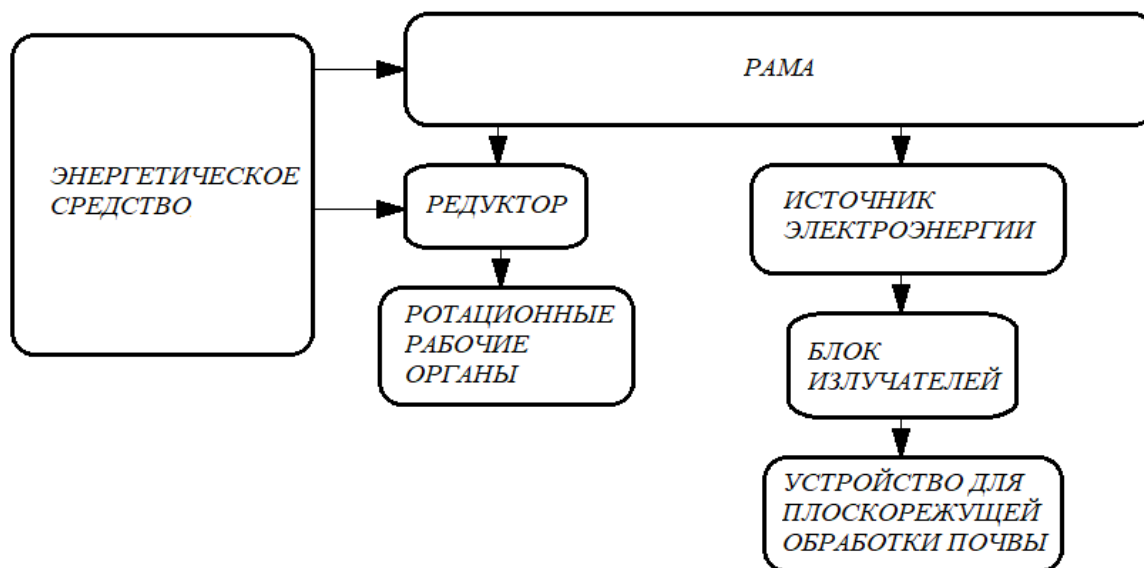 РАМА
ЭНЕРГЕТИЧЕСКОЕ
СРЕДСТВО
РЕДУКТОР
ИСТОЧНИК
ЭЛЕКТРОЭНЕРГИИ
РОТАЦИОННЫЕ
РАБОЧИЕ
ОРГАНЫ
БЛОК
ИЗЛУЧАТЕЛЕЙ
УСТРОЙСТВО ДЛЯ
ПЛОСКОРЕЖУЩЕЙ
ОБРАБОТКИ ПОЧВЫ